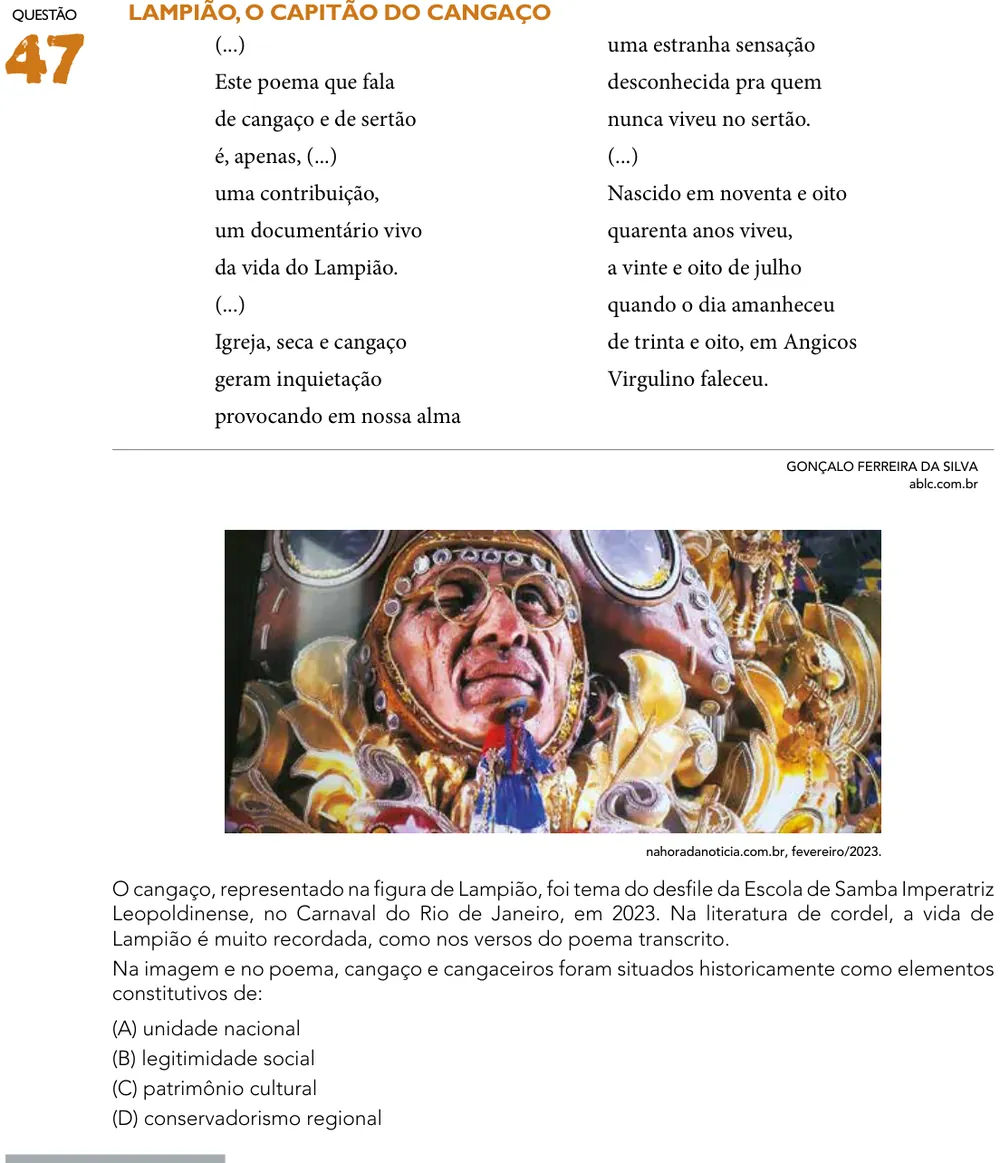 QUESTÃO
47
LAMPIÃO, O CAPITÃO DO CANGAÇO
(...)
Este poema que fala
de cangaço e de sertão
é, apenas, (...)
uma contribuição,
um documentário vivo
da vida do Lampião.
(...)
Igreja, seca e cangaço
geram inquietação
provocando em nossa alma
uma estranha sensação
desconhecida pra quem
nunca viveu no sertão.
(...)
Nascido em noventa e oito
quarenta anos viveu,
a vinte e oito de julho
quando o dia amanheceu
de trinta e oito, em Angicos
Virgulino faleceu.
GONÇALO FERREIRA DA SILVA
ablc.com.br
nahoradanoticia.com.br, fevereiro/2023.
O cangaço, representado na figura de Lampião, foi tema do desfile da Escola de Samba Imperatriz
Leopoldinense, no Carnaval do Rio de Janeiro, em 2023. Na literatura de cordel, a vida de
Lampião é muito recordada, como nos versos do poema transcrito.
Na imagem e no poema, cangaço e cangaceiros foram situados historicamente como elementos
constitutivos de:
(A) unidade nacional
(B) legitimidade social
(C) patrimônio cultural
(D) conservadorismo regional